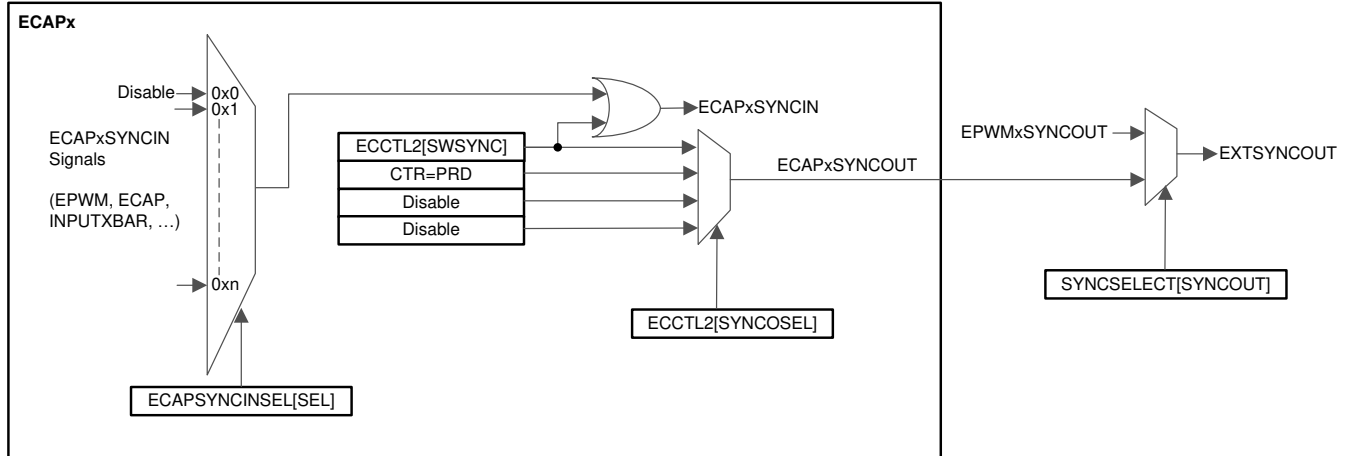 ECAPx
Disable
0x0
0x1
ECAPxSYNCIN
Signals
(EPWM, ECAP,
INPUTXBAR, …)
0xn
ECAPSYNCINSEL[SEL]
ECCTL2[SWSYNC]
CTR=PRD
Disable
Disable
ECAPxSYNCIN
ECAPxSYNCOUT
ECCTL2[SYNCOSEL]
EPWMxSYNCOUT
EXTSYNCOUT
SYNCSELECT[SYNCOUT]